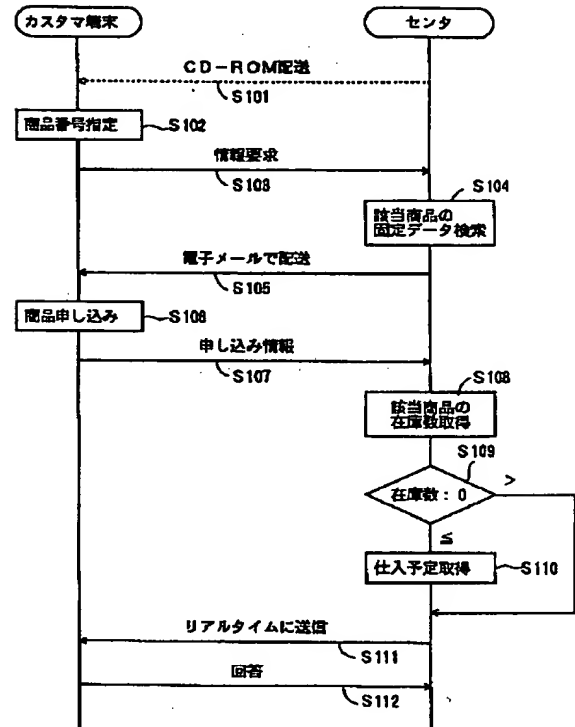 カスタマ端末
センタ
CD-ROM配送
S101
商品番号指定
S102
情報要求
S103
S104
該当商品の
固定データ検索
電子メールで配送
S105
商品申し込み
S106
申し込み情報
S107
S108
該当商品の
在庫数取得
S109
在庫数：0
>
≦
仕入予定取得
S110
リアルタイムに送信
S111
回答
S112